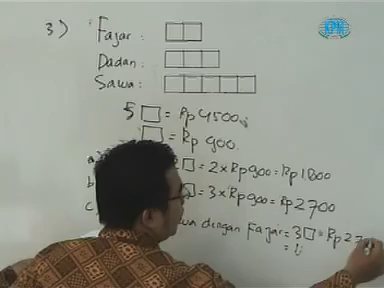 3) Fajar :
Dadan :
Sawa :
5 □ = Rp 4500,
□ = Rp 900.
a □ = 2 x Rp 900 = Rp 1800
b □ = 3 x Rp 900 = Rp 2700
c dengan Fajar = 3 □ = Rp 27
=